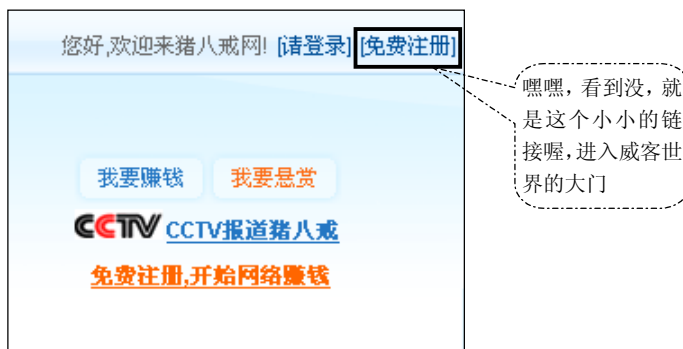 您好,欢迎来猪八戒网! [请登录] [免费注册]
嘿嘿，看到没，就
是这个小小的链
接喔，进入威客世
界的大门
我要赚钱 我要悬赏
CCTV CCTV报道猪八戒
免费注册,开始网络赚钱